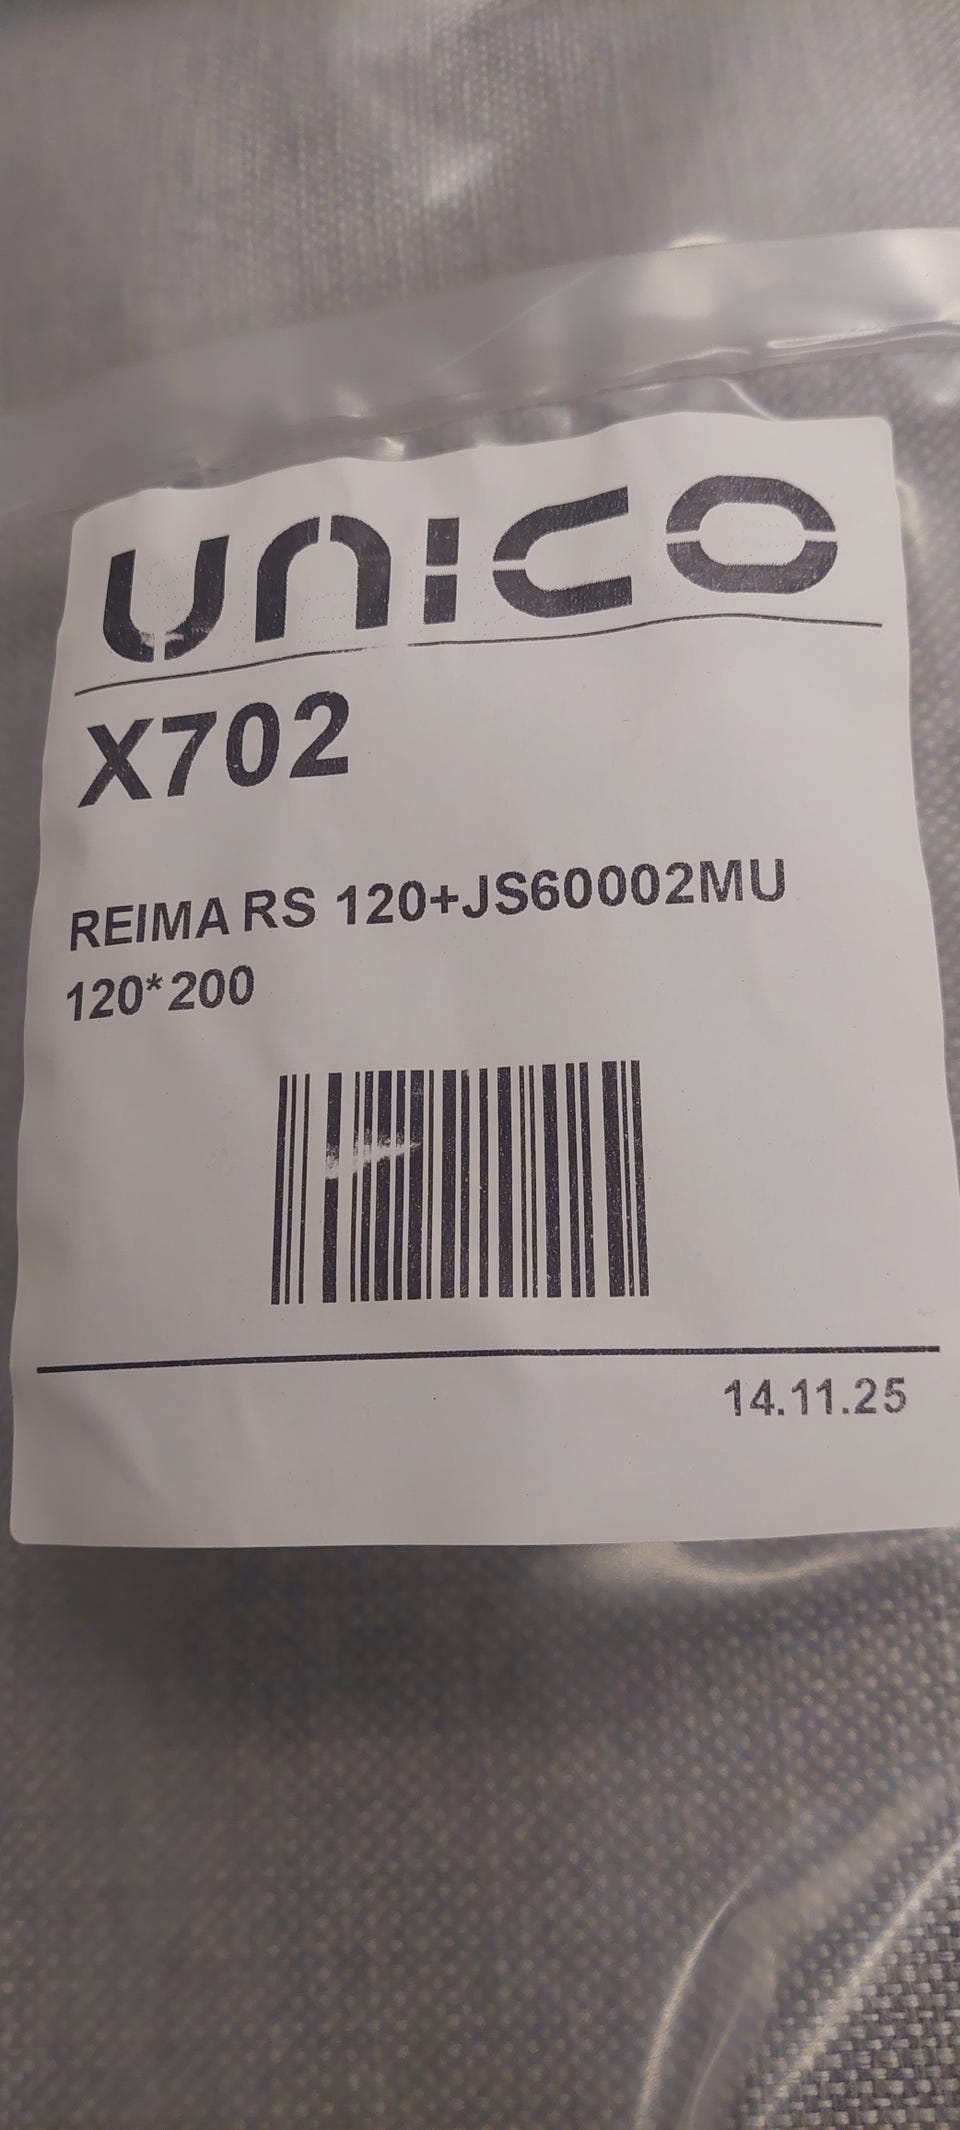 UNICO
X702
REIMA RS 120+JS60002MU
120*200
14.11.25